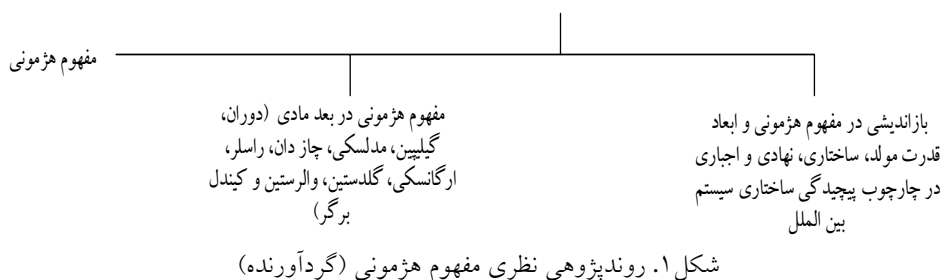 مفهوم هژمونی
بازاندیشی در مفهوم هژمونی و ابعاد
قدرت مولد، ساختاری، نهادی و اجباری
در چارچوب پیچیدگی ساختاری سیستم
بین الملل
مفهوم هژمونی در بعد مادی (دوران،
گیلپین، مدلسکی، چاز دان، راسلر،
ارگانسکی، گلدستین، والرستین و کیندل
برگر)
شکل۱. روندپژوهی نظری مفهوم هژمونی (گردآورنده)